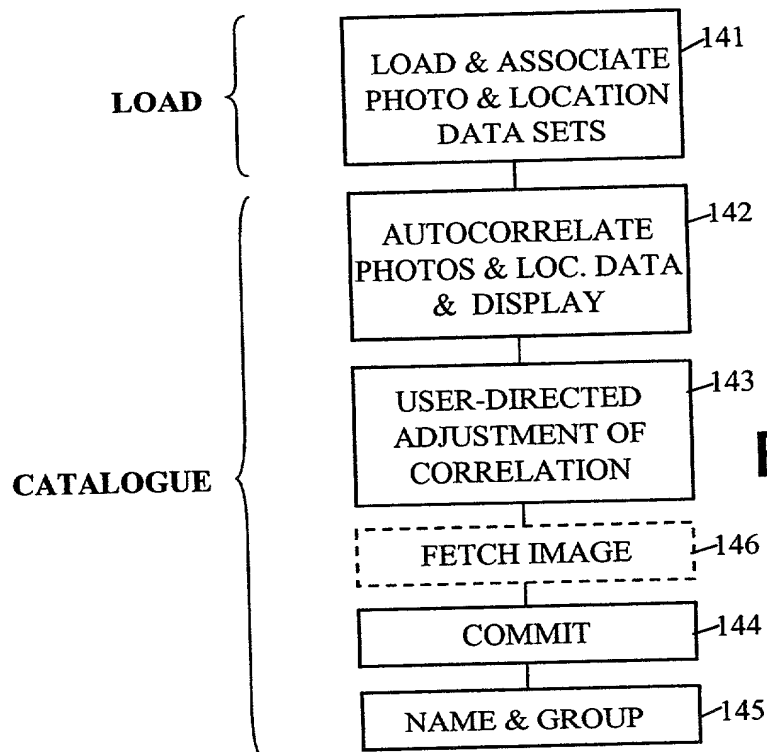 LOAD
LOAD & ASSOCIATE
PHOTO & LOCATION
DATA SETS
141
CATALOGUE
AUTOCORRELATE
PHOTOS & LOC. DATA
& DISPLAY
142
USER-DIRECTED
ADJUSTMENT OF
CORRELATION
143
FETCH IMAGE
146
COMMIT
144
NAME & GROUP
145